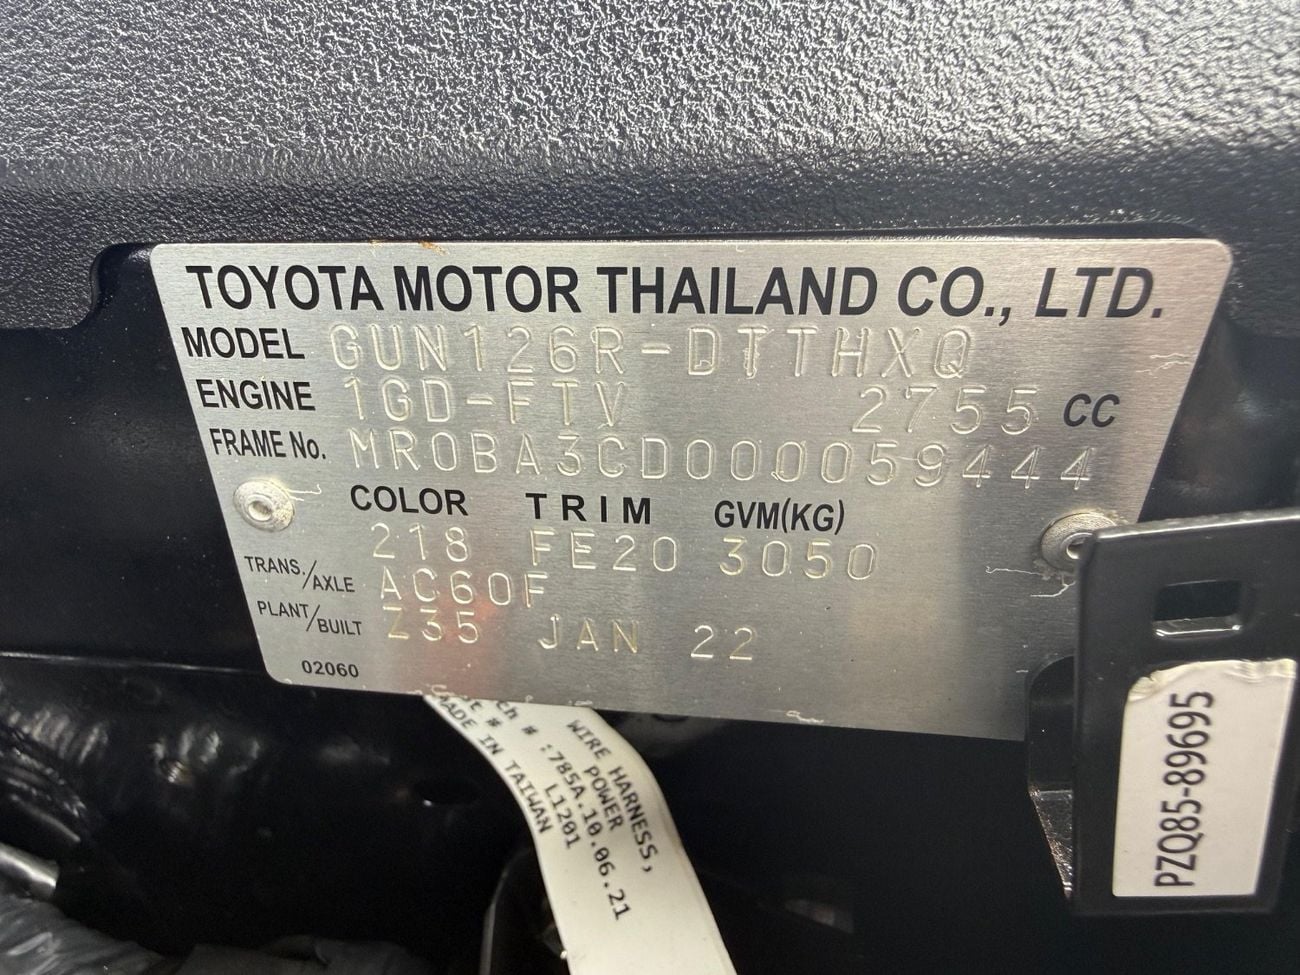 TOYOTA MOTOR THAILAND CO., LTD.
MODEL GUN126R-DTTHXQ
ENGINE 1GD-FTV 2755 CC
FRAME No. MR0BA3CD000059444
COLOR TRIM GVM(KG)
218 FE20 3050
TRANS./AXLE AC60F
PLANT/BUILT Z35 JAN 22
02060
WIRE HARNESS,
POWER
# :785A.10.06.21
# L1201
MADE IN TAIWAN
PZQ85-89695